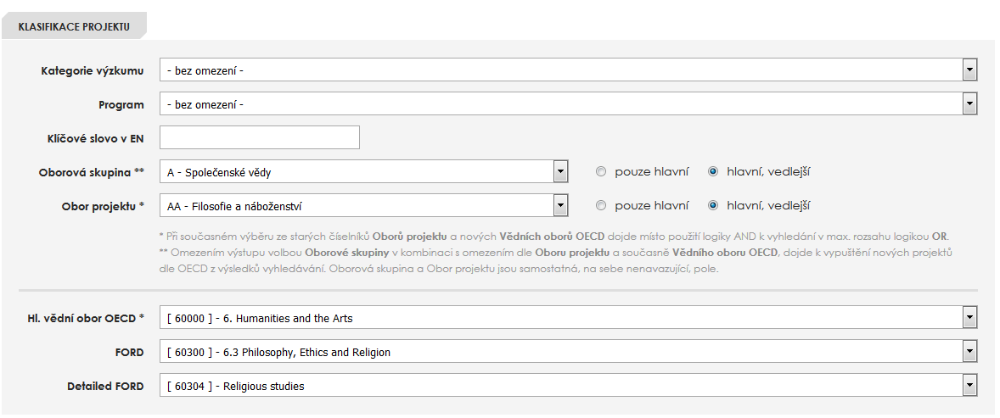 KLASIFIKACE PROJEKTU
Kategorie výzkumu - bez omezení -
Program - bez omezení -
Klíčové slovo v EN
Oborová skupina ** A - Společenské vědy pouze hlavní hlavní, vedlejší
Obor projektu * AA - Filosofie a náboženství pouze hlavní hlavní, vedlejší
* Při současném výběru ze starých číselníků Oborů projektu a nových Vědních oborů OECD dojde místo použití logiky AND k vyhledání v max. rozsahu logikou OR.
** Omezením výstupu volbou Oborové skupiny v kombinaci s omezením dle Oboru projektu a současně Vědního oboru OECD, dojde k vypuštění nových projektů
dle OECD z výsledků vyhledávání. Oborová skupina a Obor projektu jsou samostatná, na sebe nenavazující, pole.
Hl. vědní obor OECD * [ 60000 ] - 6. Humanities and the Arts
FORD [ 60300 ] - 6.3 Philosophy, Ethics and Religion
Detailed FORD [ 60304 ] - Religious studies